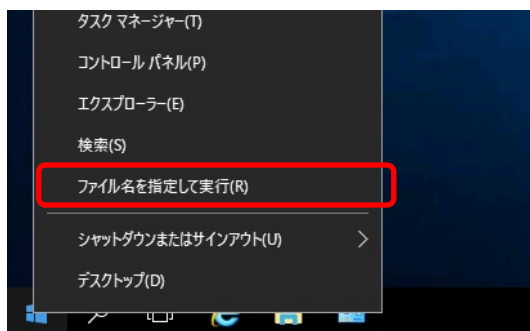 タスク マネージャー(T)
コントロール パネル(P)
エクスプローラー(E)
検索(S)
ファイル名を指定して実行(R)
シャットダウンまたはサインアウト(U)
デスクトップ(D)